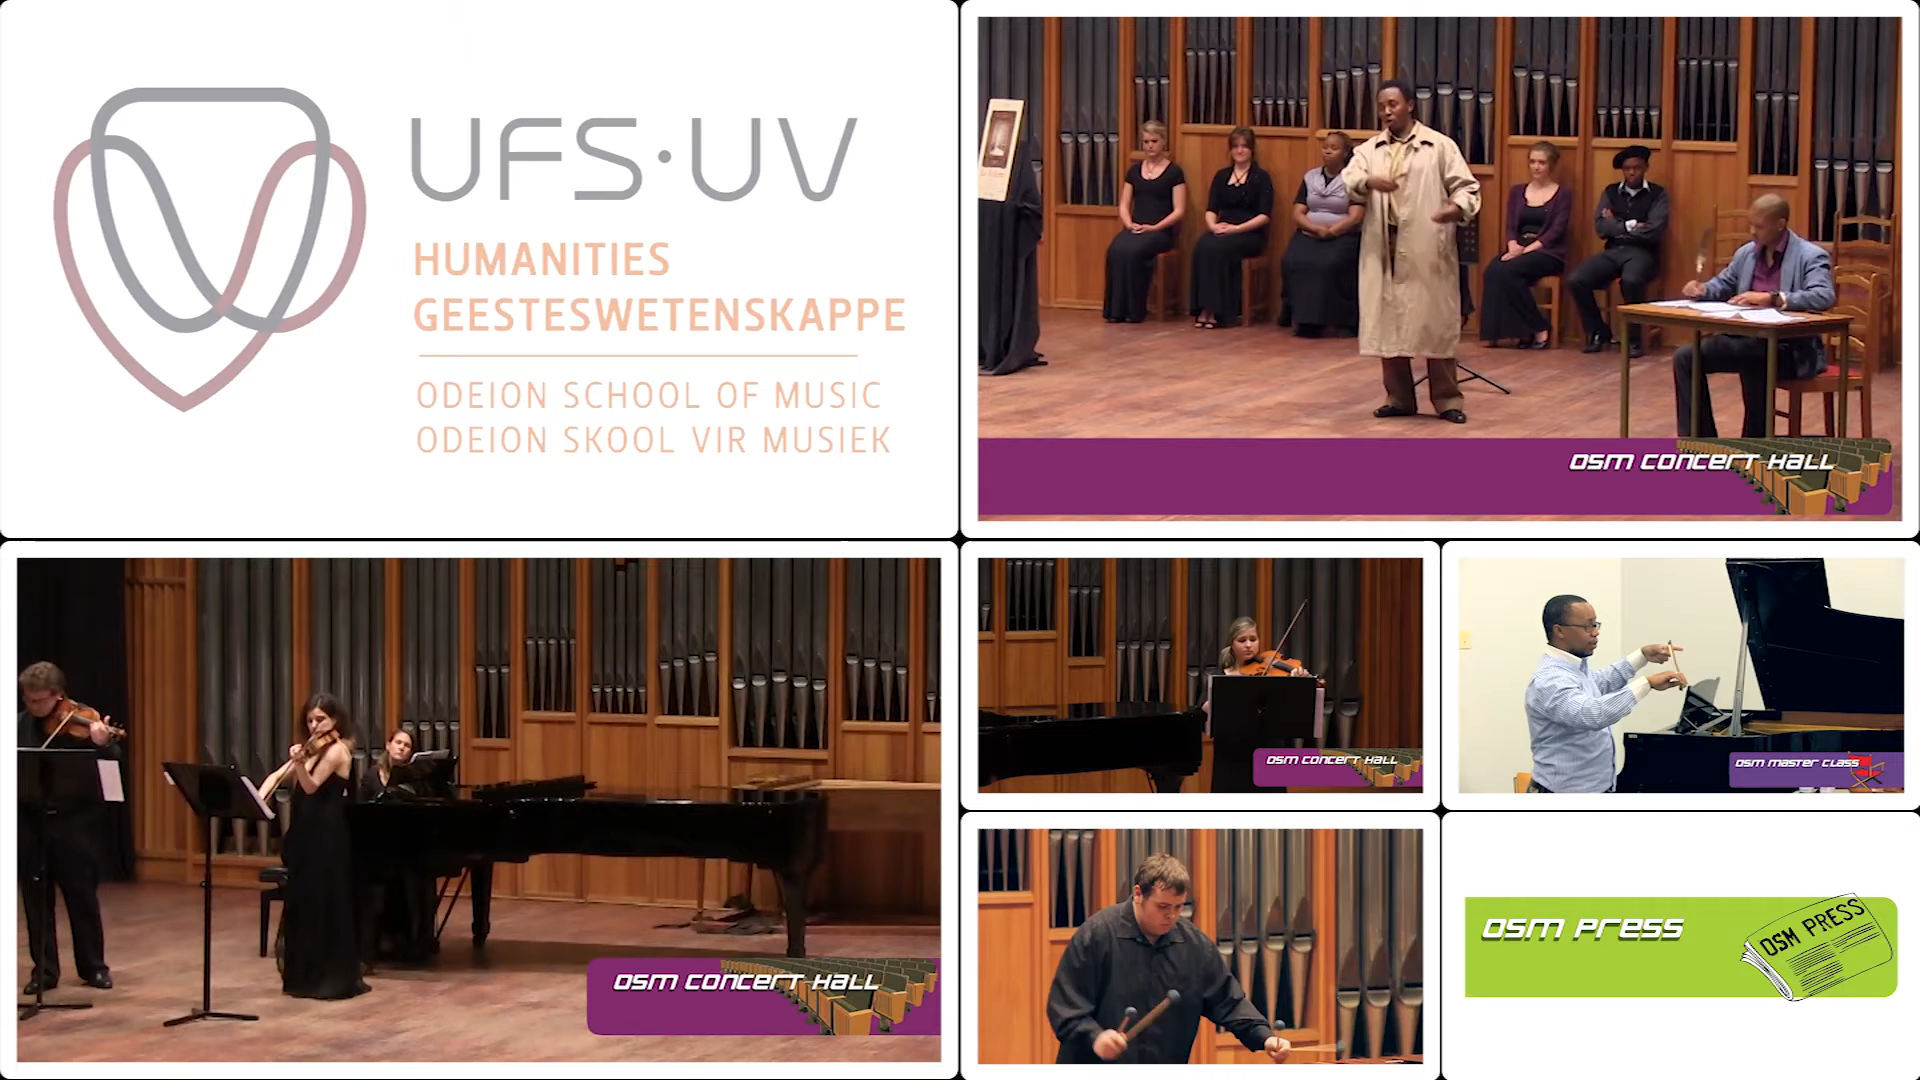 UFS·UV
HUMANITIES
GEESTESWETENSKAPPE
ODEION SCHOOL OF MUSIC
ODEION SKOOL VIR MUSIEK
OSM CONCERT HALL
OSM CONCERT HALL
OSM CONCERT HALL
OSM MASTER CLASS
OSM PRESS
OSM PRESS